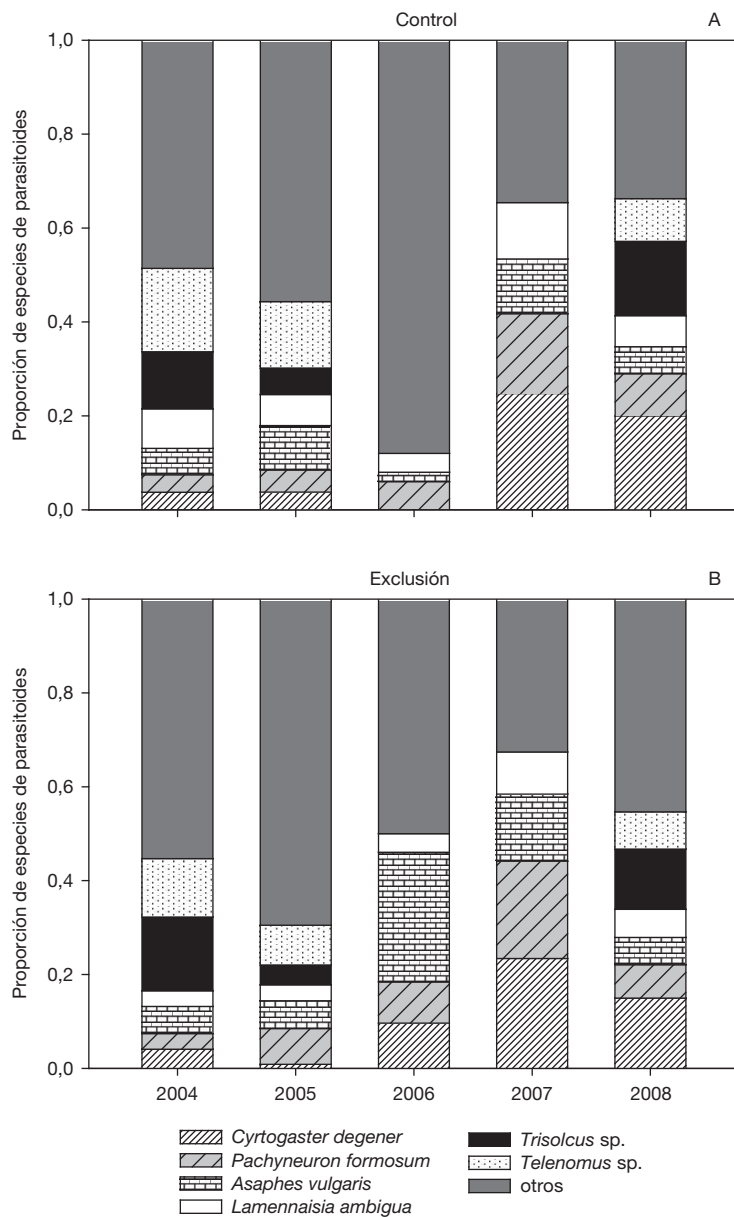 Control
A
1,0
0,8
0,6
0,4
0,2
0,0
Proporción de especies de parasitoides
Exclusión
B
1,0
0,8
0,6
0,4
0,2
0,0
Proporción de especies de parasitoides
2004 2005 2006 2007 2008
Cyrtogaster degener
Pachyneuron formosum
Asaphes vulgaris
Lamennaisia ambigua
Trisolcus sp.
Telenomus sp.
otros